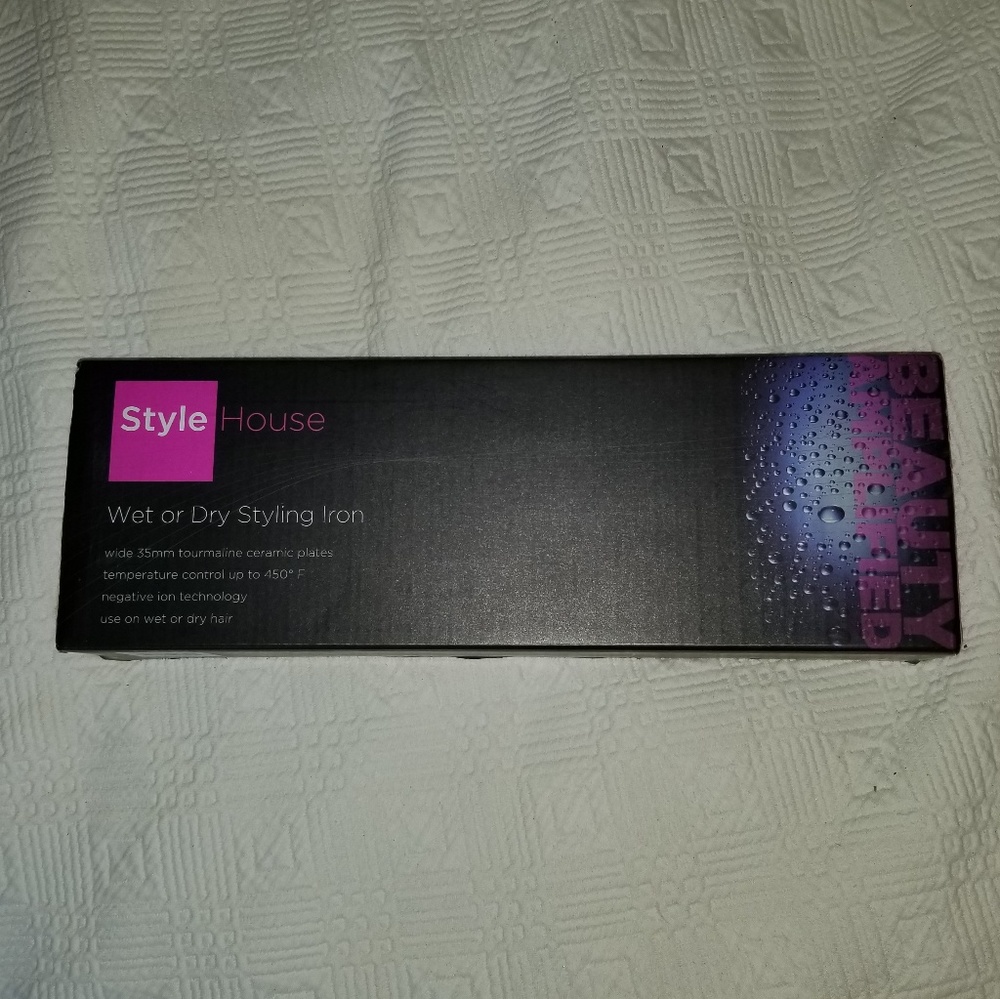 Style House
Wet or Dry Styling Iron
wide 35mm tourmaline ceramic plates
temperature control up to 450° F
negative ion technology
use on wet or dry hair
BEAUTY
AMPLIFIED